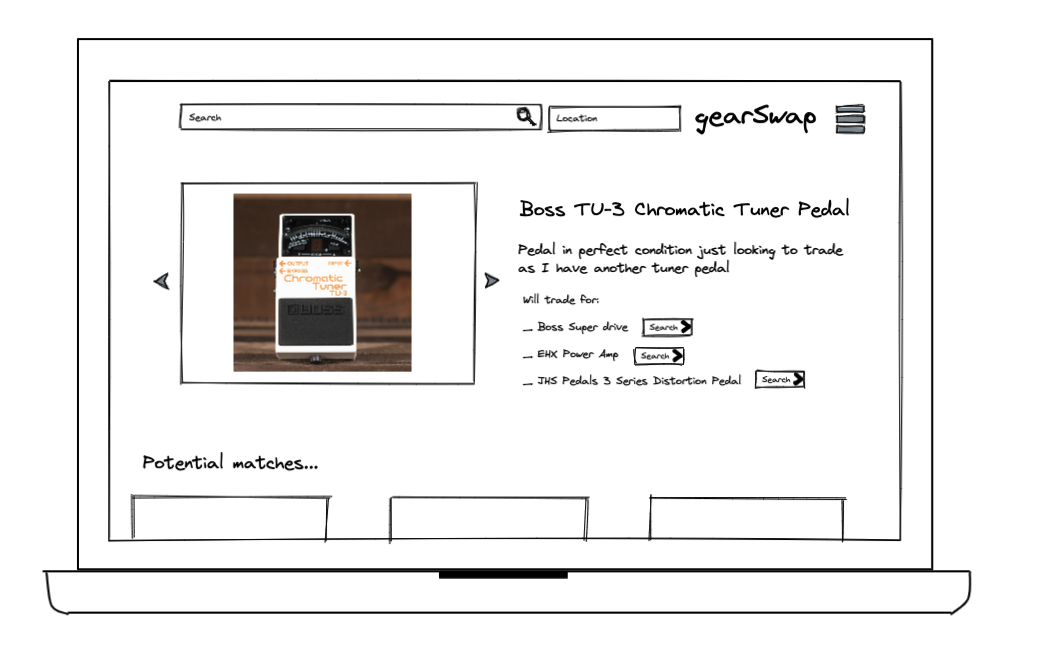 Search
Location
gearSwap
Boss TU-3 Chromatic Tuner Pedal
Pedal in perfect condition just looking to trade
as I have another tuner pedal
Will trade for:
_ Boss Super drive
Search
_ EHX Power Amp
Search
_ JHS Pedals 3 Series Distortion Pedal
Search
OUTPUT
Chromatic
Tuner
TU-3
BOSS
Potential matches...